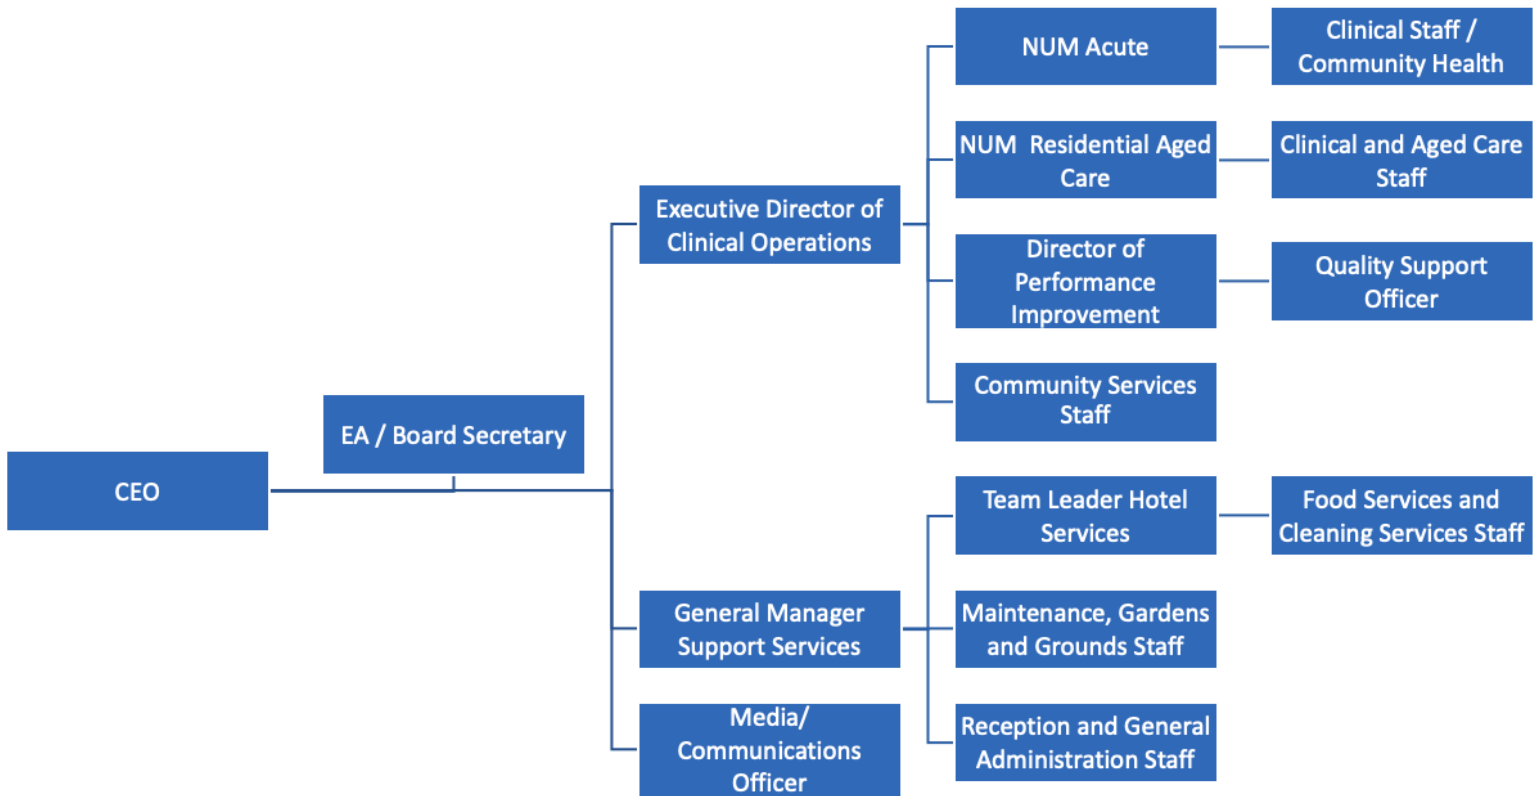 CEO
EA / Board Secretary
Executive Director of
Clinical Operations
NUM Acute
Clinical Staff /
Community Health
NUM  Residential Aged
Care
Clinical and Aged Care
Staff
Director of
Performance
Improvement
Quality Support
Officer
Community Services
Staff
General Manager
Support Services
Team Leader Hotel
Services
Food Services and
Cleaning Services Staff
Maintenance, Gardens
and Grounds Staff
Reception and General
Administration Staff
Media/
Communications
Officer